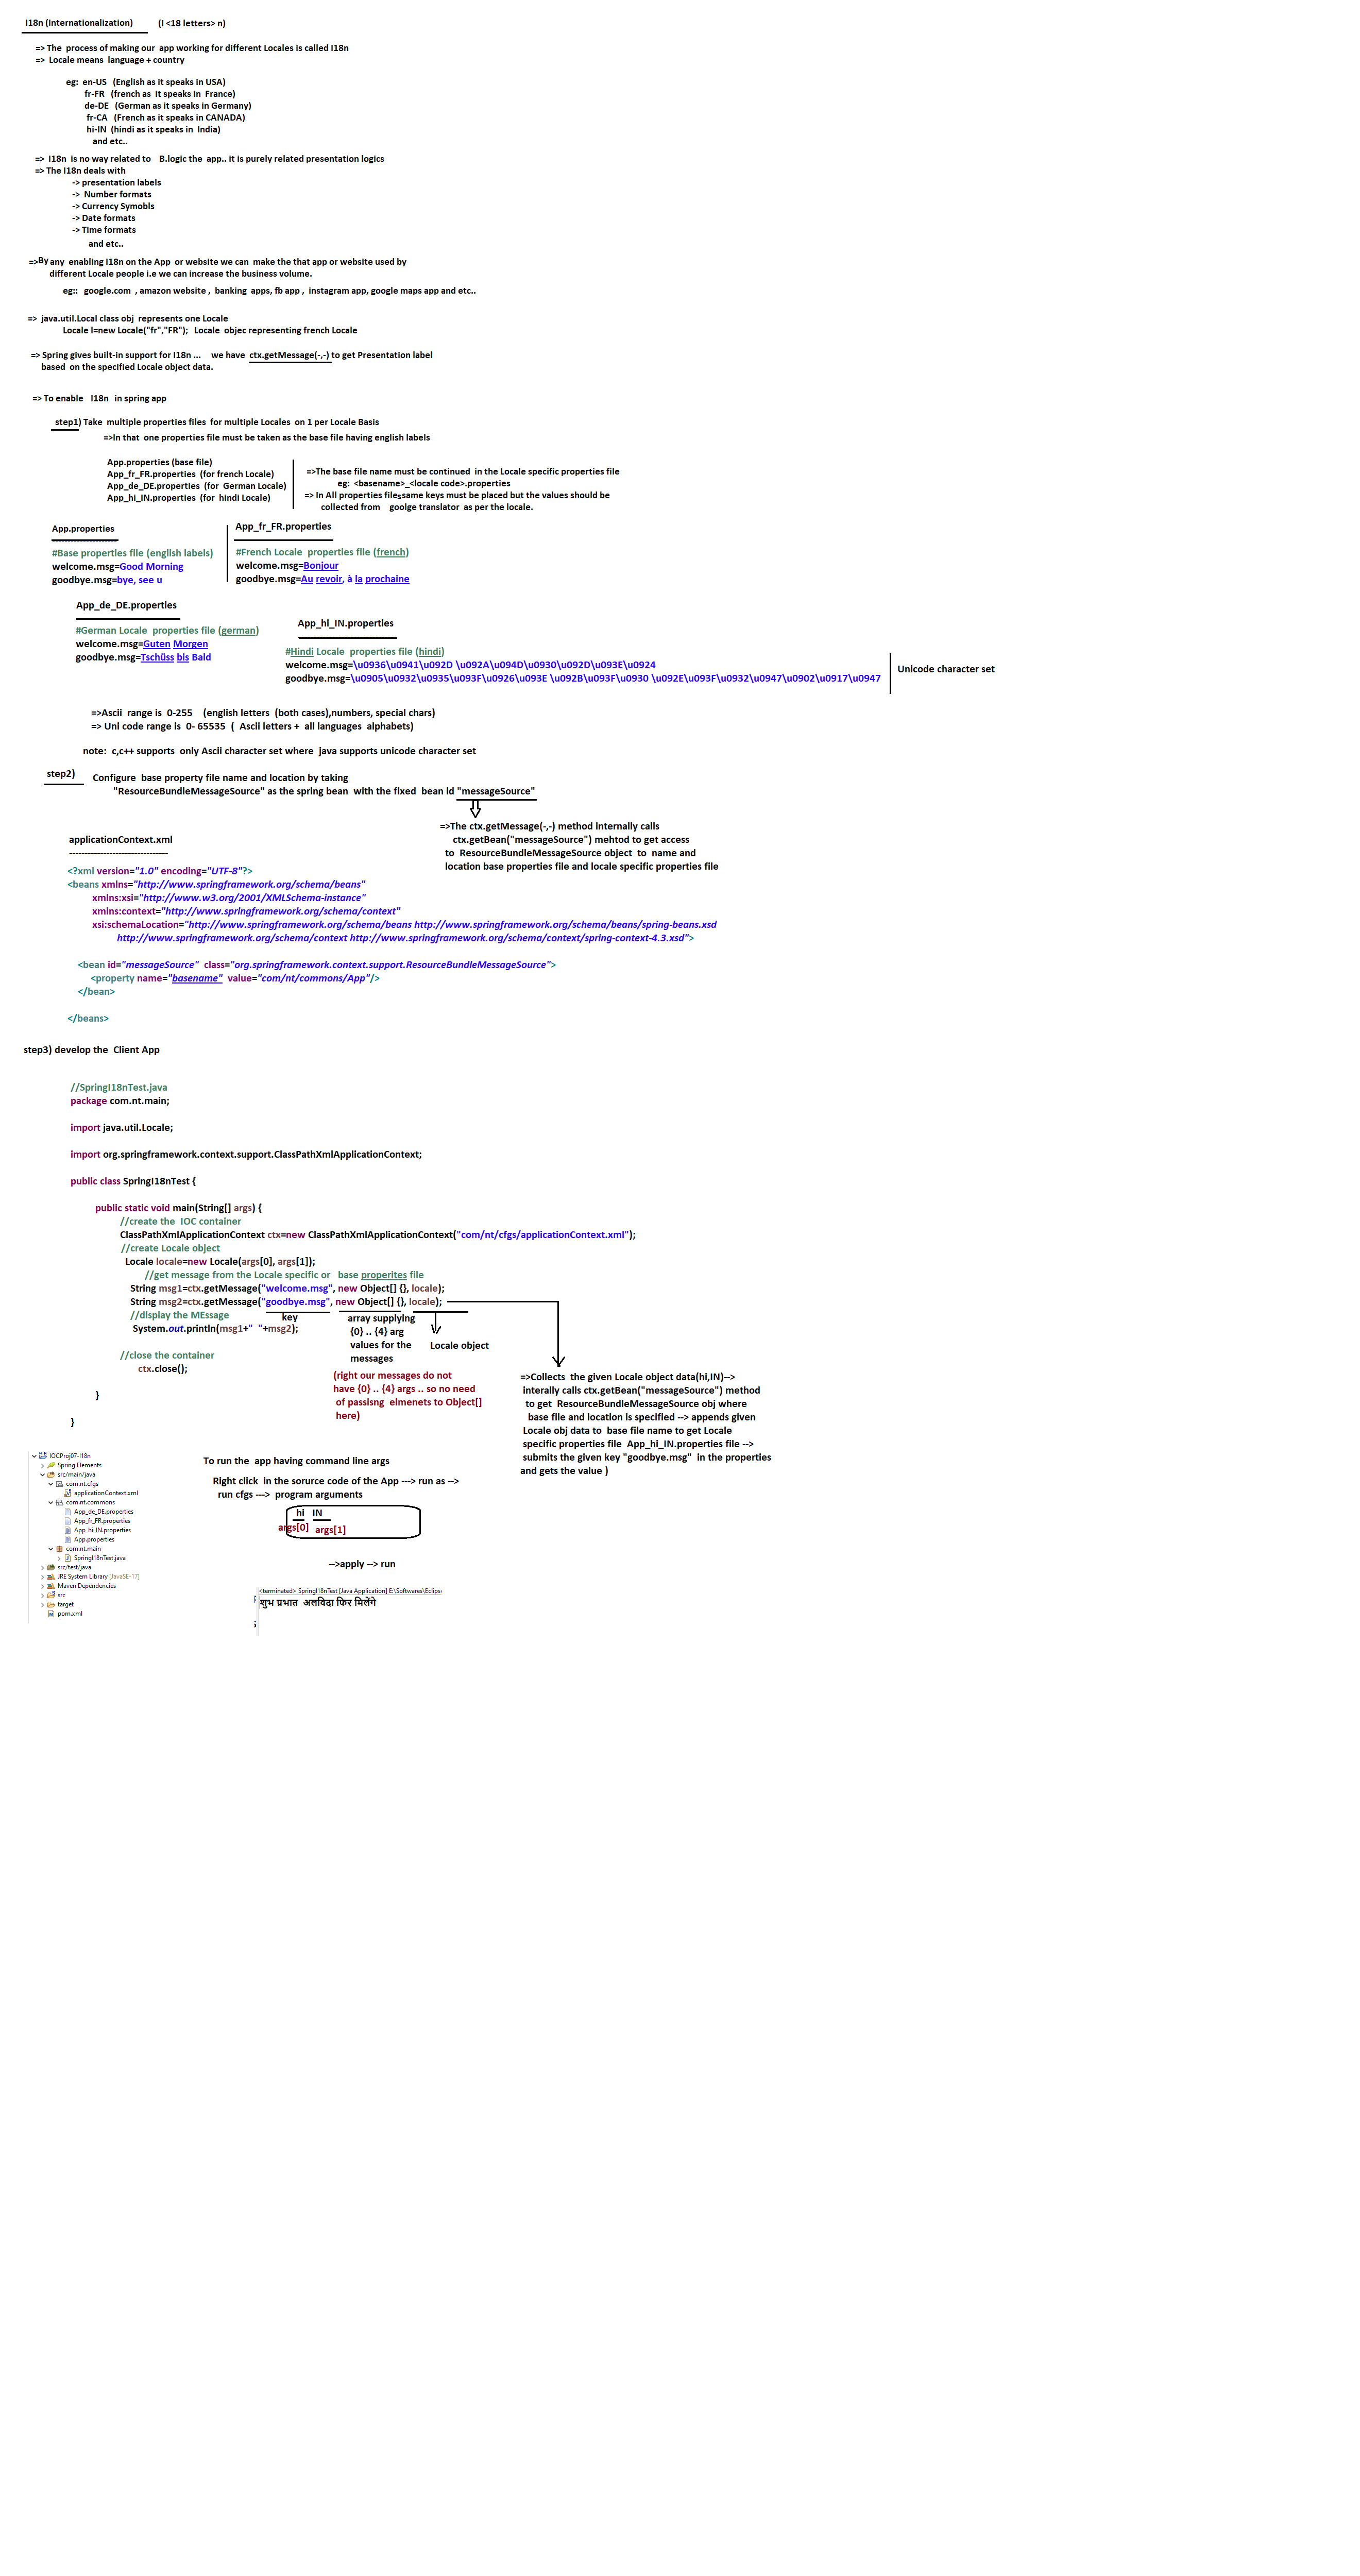 I18n (Internationalization) (I <18 letters> n)
=> The process of making our app working for different Locales is called I18n
=> Locale means language + country
eg: en-US (English as it speaks in USA)
fr-FR (french as it speaks in France)
de-DE (German as it speaks in Germany)
fr-CA (French as it speaks in CANADA)
hi-IN (hindi as it speaks in India)
and etc..
=> I18n is no way related to B.logic the app.. it is purely related presentation logics
=> The I18n deals with
-> presentation labels
-> Number formats
-> Currency Symobls
-> Date formats
-> Time formats
and etc..
=>By any enabling I18n on the App or website we can make the that app or website used by
different Locale people i.e we can increase the business volume.
eg:: google.com , amazon website , banking apps, fb app , instagram app, google maps app and etc..
=> java.util.Local class obj represents one Locale
Locale l=new Locale("fr","FR"); Locale objec representing french Locale
=> Spring gives built-in support for I18n ... we have ctx.getMessage(-,-) to get Presentation label
based on the specified Locale object data.
=> To enable I18n in spring app
step1) Take multiple properties files for multiple Locales on 1 per Locale Basis
=>In that one properties file must be taken as the base file having english labels
App.properties (base file)
App_fr_FR.properties (for french Locale)
App_de_DE.properties (for German Locale)
App_hi_IN.properties (for hindi Locale)
=>The base file name must be continued in the Locale specific properties file
eg: <basename>_<locale code>.properties
=> In All properties files same keys must be placed but the values should be
collected from goolge translator as per the locale.
App.properties
----------------------
#Base properties file (english labels)
welcome.msg=Good Morning
goodbye.msg=bye, see u
App_fr_FR.properties
#French Locale properties file (french)
welcome.msg=Bonjour
goodbye.msg=Au revoir, à la prochaine
App_de_DE.properties
#German Locale properties file (german)
welcome.msg=Guten Morgen
goodbye.msg=Tschüss bis Bald
App_hi_IN.properties
#Hindi Locale properties file (hindi)
welcome.msg=\u0936\u0941\u092D \u092A\u094D\u0930\u092D\u093E\u0924
goodbye.msg=\u0905\u0932\u0935\u093F\u0926\u093E \u092B\u093F\u0930 \u092E\u093F\u0932\u0947\u0902\u0917\u0947
Unicode character set
=>Ascii range is 0-255 (english letters (both cases),numbers, special chars)
=> Uni code range is 0- 65535 ( Ascii letters + all languages alphabets)
note: c,c++ supports only Ascii character set where java supports unicode character set
step2) Configure base property file name and location by taking
"ResourceBundleMessageSource" as the spring bean with the fixed bean id "messageSource"
=>The ctx.getMessage(-,-) method internally calls
ctx.getBean("messageSource") mehtod to get access
to ResourceBundleMessageSource object to name and
location base properties file and locale specific properties file
applicationContext.xml
--------------------------------
<?xml version="1.0" encoding="UTF-8"?>
<beans xmlns="http://www.springframework.org/schema/beans"
xmlns:xsi="http://www.w3.org/2001/XMLSchema-instance"
xmlns:context="http://www.springframework.org/schema/context"
xsi:schemaLocation="http://www.springframework.org/schema/beans http://www.springframework.org/schema/beans/spring-beans.xsd
http://www.springframework.org/schema/context http://www.springframework.org/schema/context/spring-context-4.3.xsd">
<bean id="messageSource" class="org.springframework.context.support.ResourceBundleMessageSource">
<property name="basename" value="com/nt/commons/App"/>
</bean>
</beans>
step3) develop the Client App
//SpringI18nTest.java
package com.nt.main;
import java.util.Locale;
import org.springframework.context.support.ClassPathXmlApplicationContext;
public class SpringI18nTest {
public static void main(String[] args) {
//create the IOC container
ClassPathXmlApplicationContext ctx=new ClassPathXmlApplicationContext("com/nt/cfgs/applicationContext.xml");
//create Locale object
Locale locale=new Locale(args[0], args[1]);
//get message from the Locale specific or base properites file
String msg1=ctx.getMessage("welcome.msg", new Object[] {}, locale);
String msg2=ctx.getMessage("goodbye.msg", new Object[] {}, locale);
//display the MEssage
System.out.println(msg1+" "+msg2);
//close the container
ctx.close();
}
}
key
array supplying
{0} .. {4} arg
values for the
messages
Locale object
(right our messages do not
have {0} .. {4} args .. so no need
of passisng elmenets to Object[]
here)
=>Collects the given Locale object data(hi,IN)-->
interally calls ctx.getBean("messageSource") method
to get ResourceBundleMessageSource obj where
base file and location is specified --> appends given
Locale obj data to base file name to get Locale
specific properties file App_hi_IN.properties file -->
submits the given key "goodbye.msg" in the properties
and gets the value )
IOCProj07-I18n
Spring Elements
src/main/java
com.nt.cfgs
applicationContext.xml
com.nt.commons
App_de_DE.properties
App_fr_FR.properties
App_hi_IN.properties
App.properties
com.nt.main
SpringI18nTest.java
src/test/java
JRE System Library [JavaSE-17]
Maven Dependencies
src
target
pom.xml
To run the app having command line args
Right click in the sorurce code of the App ---> run as -->
run cfgs ---> program arguments
hi IN
args[0] args[1]
-->apply --> run
<terminated> SpringI18nTest [Java Application] E:\Softwares\Eclips
शुभ प्रभात अलविदा फिर मिलेंगे